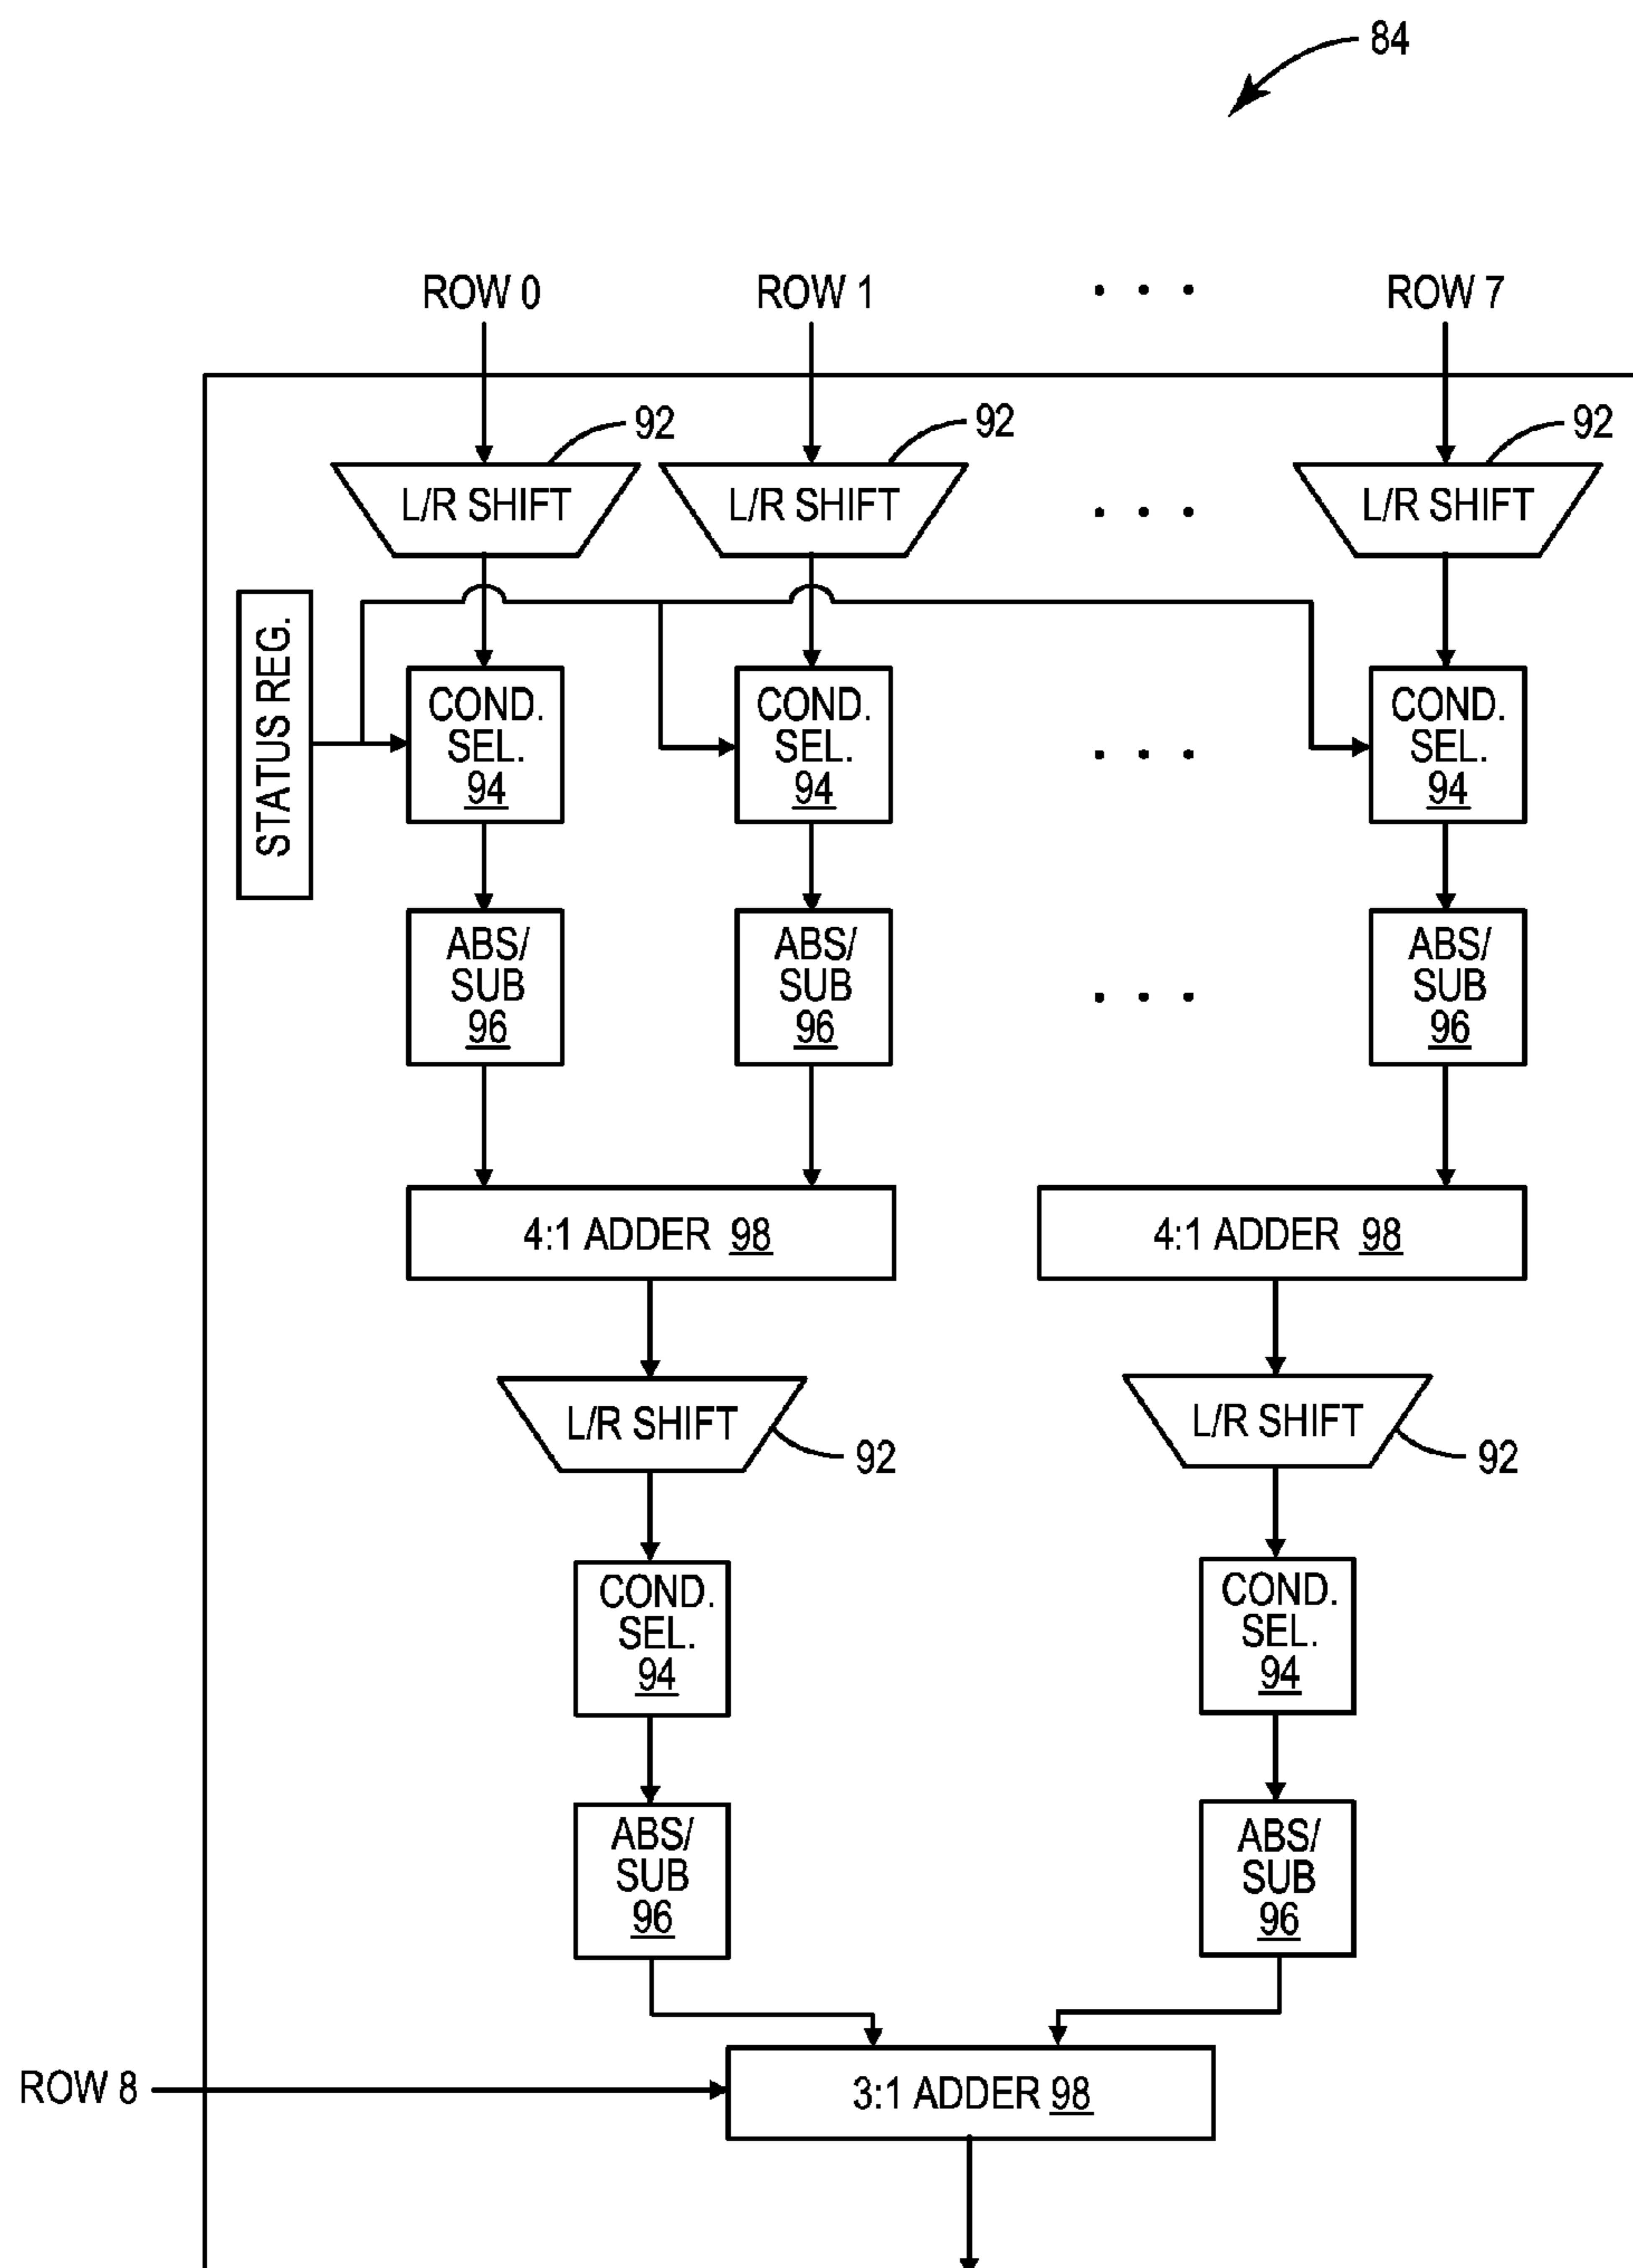 84
ROW 0
ROW 1
. . .
ROW 7
92
92
92
L/R SHIFT
L/R SHIFT
. . .
L/R SHIFT
STATUS REG.
COND.
SEL.
94
COND.
SEL.
94
. . .
COND.
SEL.
94
ABS/
SUB
96
ABS/
SUB
96
. . .
ABS/
SUB
96
4:1 ADDER 98
4:1 ADDER 98
L/R SHIFT
92
L/R SHIFT
92
COND.
SEL.
94
COND.
SEL.
94
ABS/
SUB
96
ABS/
SUB
96
ROW 8
3:1 ADDER 98